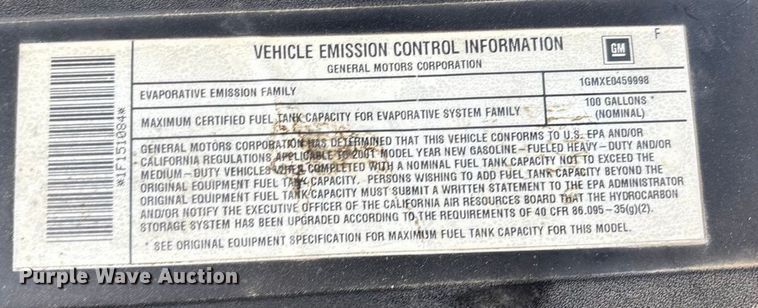 VEHICLE EMISSION CONTROL INFORMATION
GENERAL MOTORS CORPORATION
GM
F
EVAPORATIVE EMISSION FAMILY 1GMXE0459998
MAXIMUM CERTIFIED FUEL TANK CAPACITY FOR EVAPORATIVE SYSTEM FAMILY 100 GALLONS *
(NOMINAL)
GENERAL MOTORS CORPORATION HAS DETERMINED THAT THIS VEHICLE CONFORMS TO U.S. EPA AND/OR
CALIFORNIA REGULATIONS APPLICABLE TO 2001 MODEL YEAR NEW GASOLINE-FUELED HEAVY-DUTY AND/OR
MEDIUM-DUTY VEHICLES WHEN COMPLETED WITH A NOMINAL FUEL TANK CAPACITY NOT TO EXCEED THE
ORIGINAL EQUIPMENT FUEL TANK CAPACITY. PERSONS WISHING TO ADD FUEL TANK CAPACITY BEYOND THE
ORIGINAL EQUIPMENT FUEL TANK CAPACITY MUST SUBMIT A WRITTEN STATEMENT TO THE EPA ADMINISTRATOR
AND/OR NOTIFY THE EXECUTIVE OFFICER OF THE CALIFORNIA AIR RESOURCES BOARD THAT THE HYDROCARBON
STORAGE SYSTEM HAS BEEN UPGRADED ACCORDING TO THE REQUIREMENTS OF 40 CFR 86.095-35(g)(2).
* SEE ORIGINAL EQUIPMENT SPECIFICATION FOR MAXIMUM FUEL TANK CAPACITY FOR THIS MODEL.
*1F151084*
Purple Wave Auction